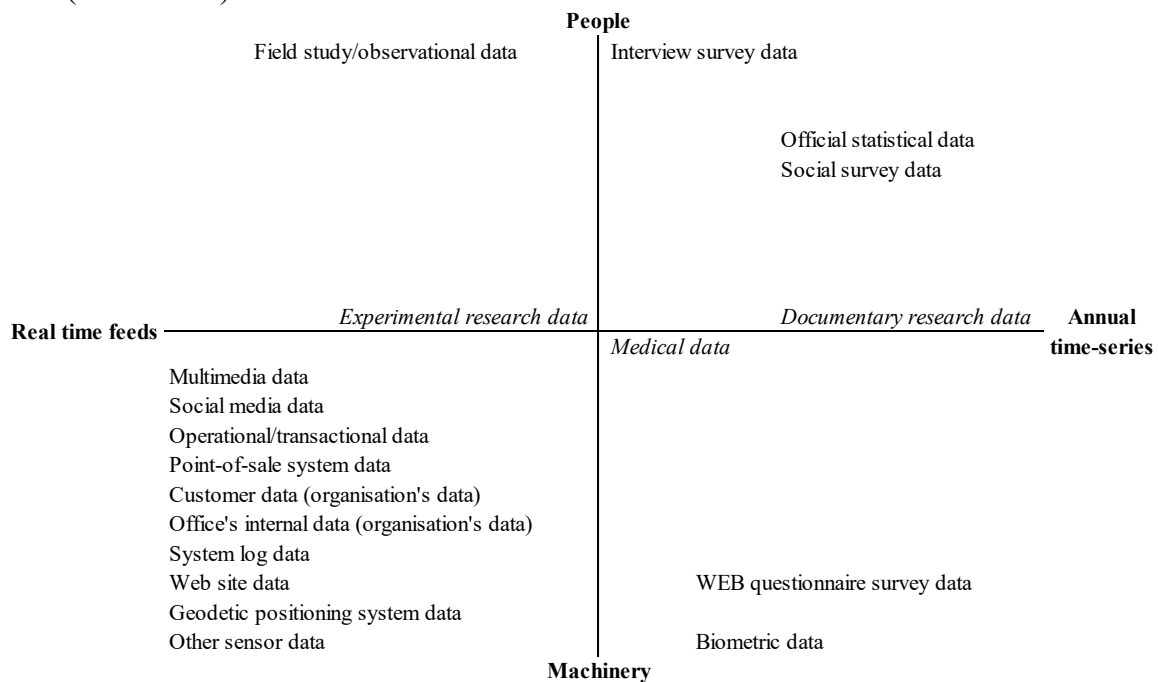 People
Field study/observational data
Interview survey data
Official statistical data
Social survey data
Experimental research data
Documentary research data
Real time feeds
Annual
time-series
Medical data
Multimedia data
Social media data
Operational/transactional data
Point-of-sale system data
Customer data (organisation's data)
Office's internal data (organisation's data)
System log data
Web site data
WEB questionnaire survey data
Geodetic positioning system data
Other sensor data
Biometric data
Machinery